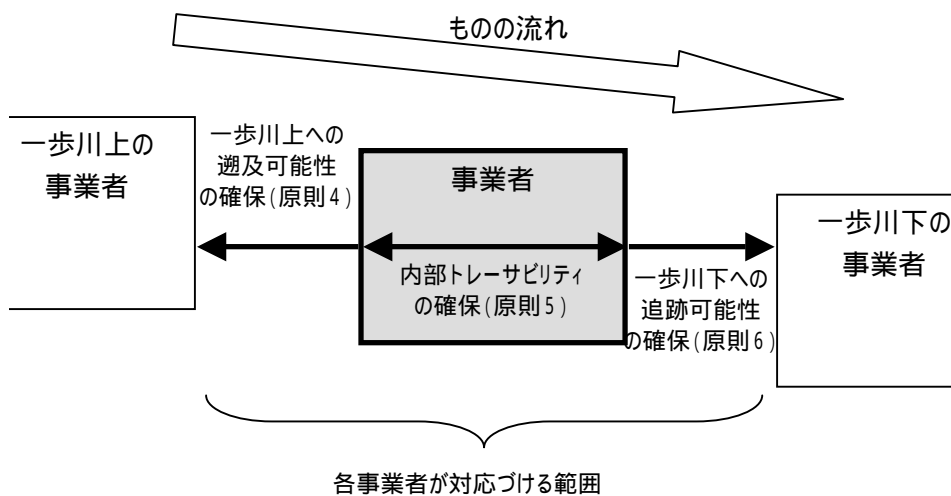 ものの流れ
一歩川上の
事業者
一歩川上への
遡及可能性
の確保(原則4)
事業者
内部トレーサビリティ
の確保(原則5)
一歩川下への
追跡可能性
の確保(原則6)
一歩川下の
事業者
各事業者が対応づける範囲